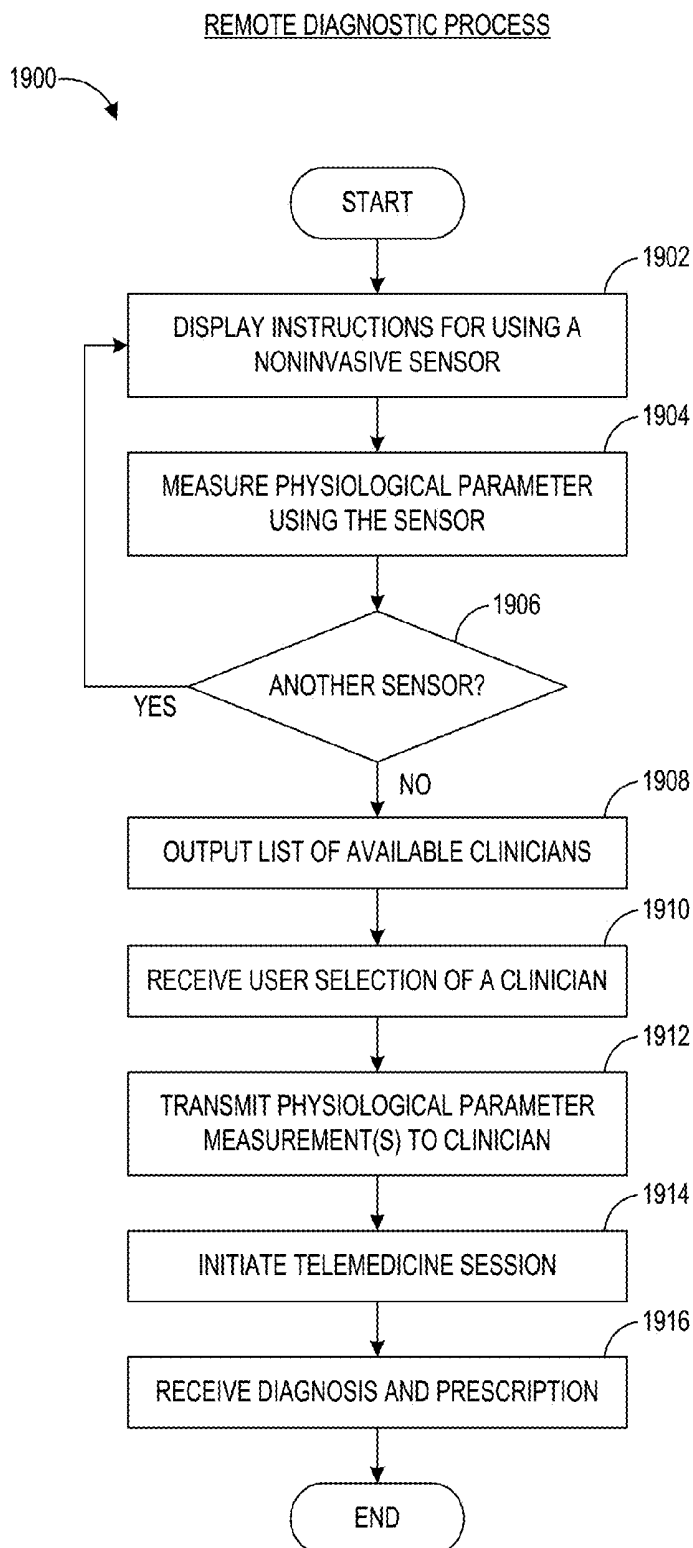 REMOTE DIAGNOSTIC PROCESS
1900
START
1902
DISPLAY INSTRUCTIONS FOR USING A
NONINVASIVE SENSOR
1904
MEASURE PHYSIOLOGICAL PARAMETER
USING THE SENSOR
1906
ANOTHER SENSOR?
YES
NO
1908
OUTPUT LIST OF AVAILABLE CLINICIANS
1910
RECEIVE USER SELECTION OF A CLINICIAN
1912
TRANSMIT PHYSIOLOGICAL PARAMETER
MEASUREMENT(S) TO CLINICIAN
1914
INITIATE TELEMEDICINE SESSION
1916
RECEIVE DIAGNOSIS AND PRESCRIPTION
END